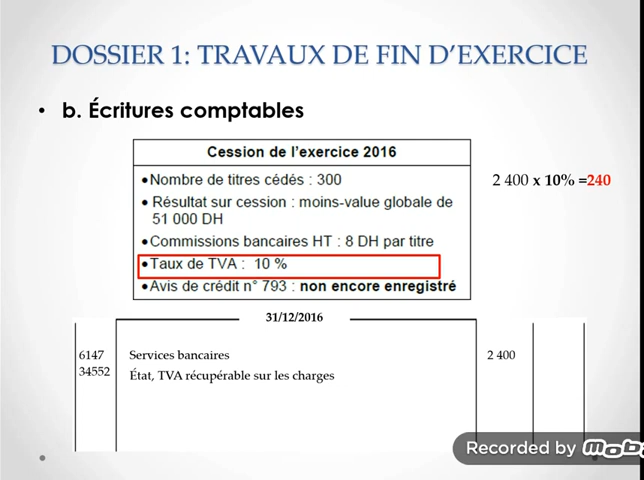 DOSSIER 1: TRAVAUX DE FIN D'EXERCICE
• b. Écritures comptables
Cession de l'exercice 2016
•Nombre de titres cédés : 300
• Résultat sur cession : moins-value globale de
51 000 DH
•Commissions bancaires HT : 8 DH par titre
•Taux de TVA : 10 %
•Avis de crédit n° 793 : non encore enregistré
2 400 x 10% =240
31/12/2016
6147 Services bancaires 2 400
34552 État, TVA récupérable sur les charges
Recorded by